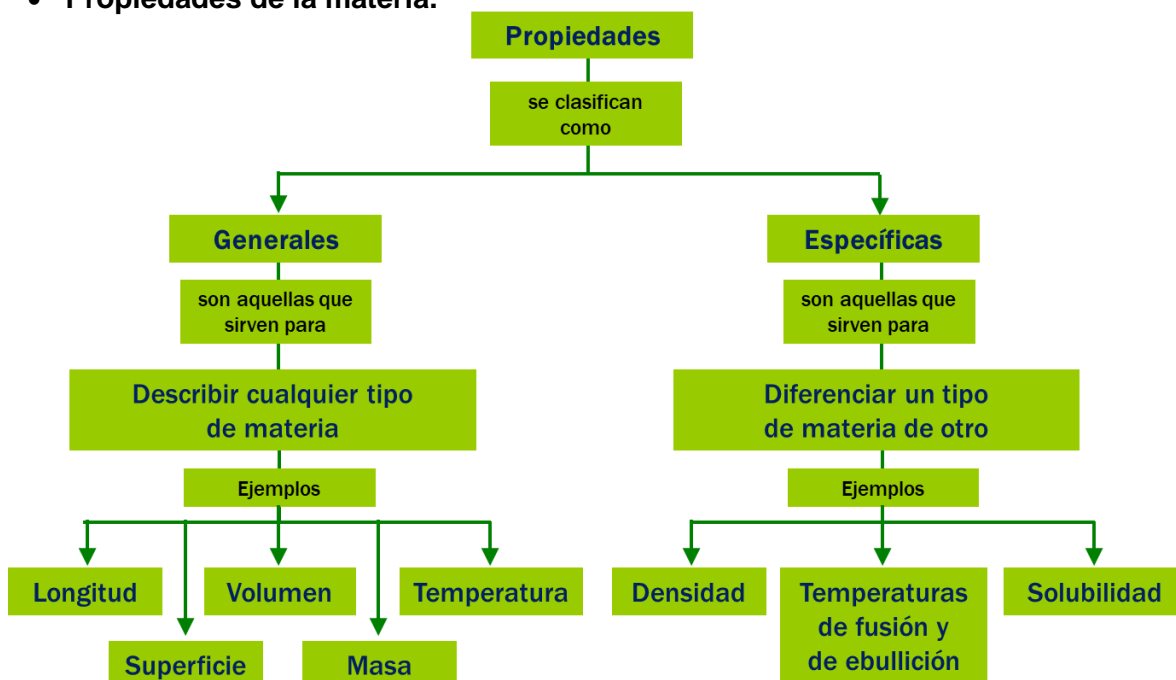 • Propiedades de la materia.
Propiedades
se clasifican
como
Generales
Específicas
son aquellas que
sirven para
son aquellas que
sirven para
Describir cualquier tipo
de materia
Diferenciar un tipo
de materia de otro
Ejemplos
Ejemplos
Longitud
Volumen
Temperatura
Superficie
Masa
Densidad
Temperaturas
de fusión y
de ebullición
Solubilidad